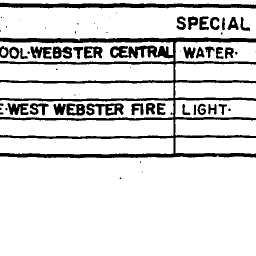 SPECIAL
OOL·WEBSTER CENTRAL WATER·
E·WEST WEBSTER FIRE. LIGHT·